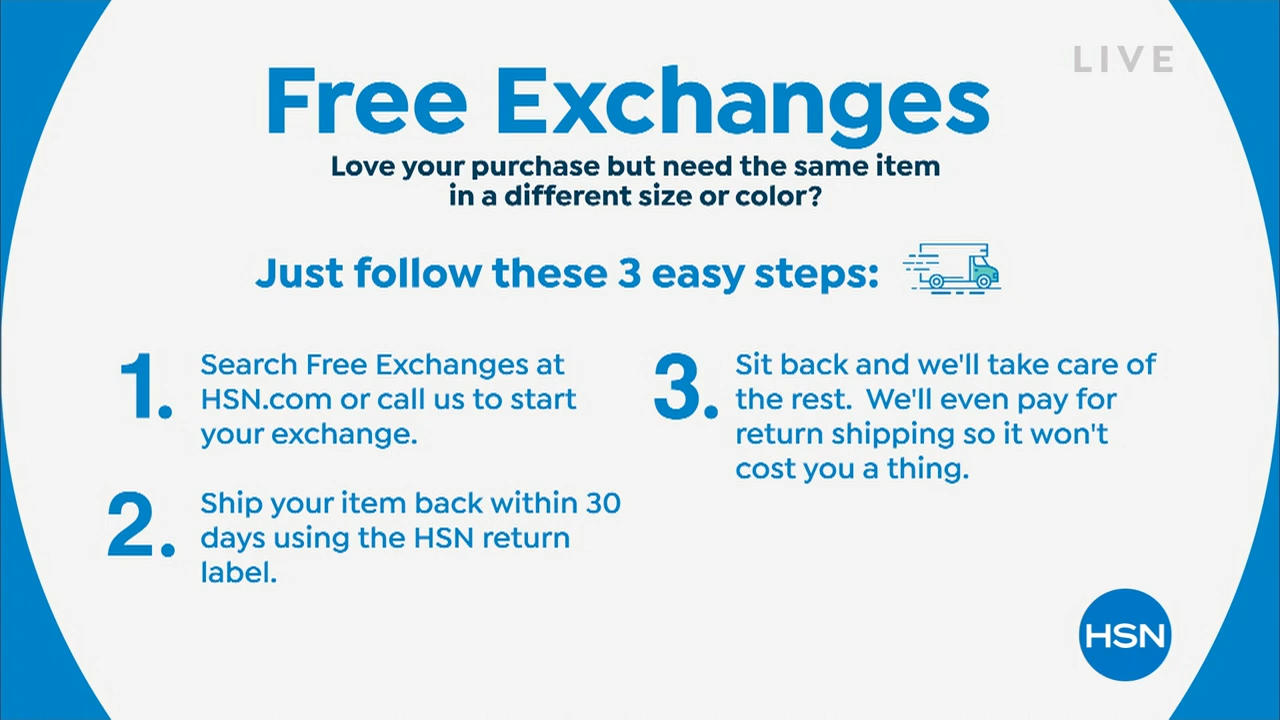 LIVE
Free Exchanges
Love your purchase but need the same item
in a different size or color?
Just follow these 3 easy steps:
1. Search Free Exchanges at
HSN.com or call us to start
your exchange.
2. Ship your item back within 30
days using the HSN return
label.
3. Sit back and we'll take care of
the rest. We'll even pay for
return shipping so it won't
cost you a thing.
HSN